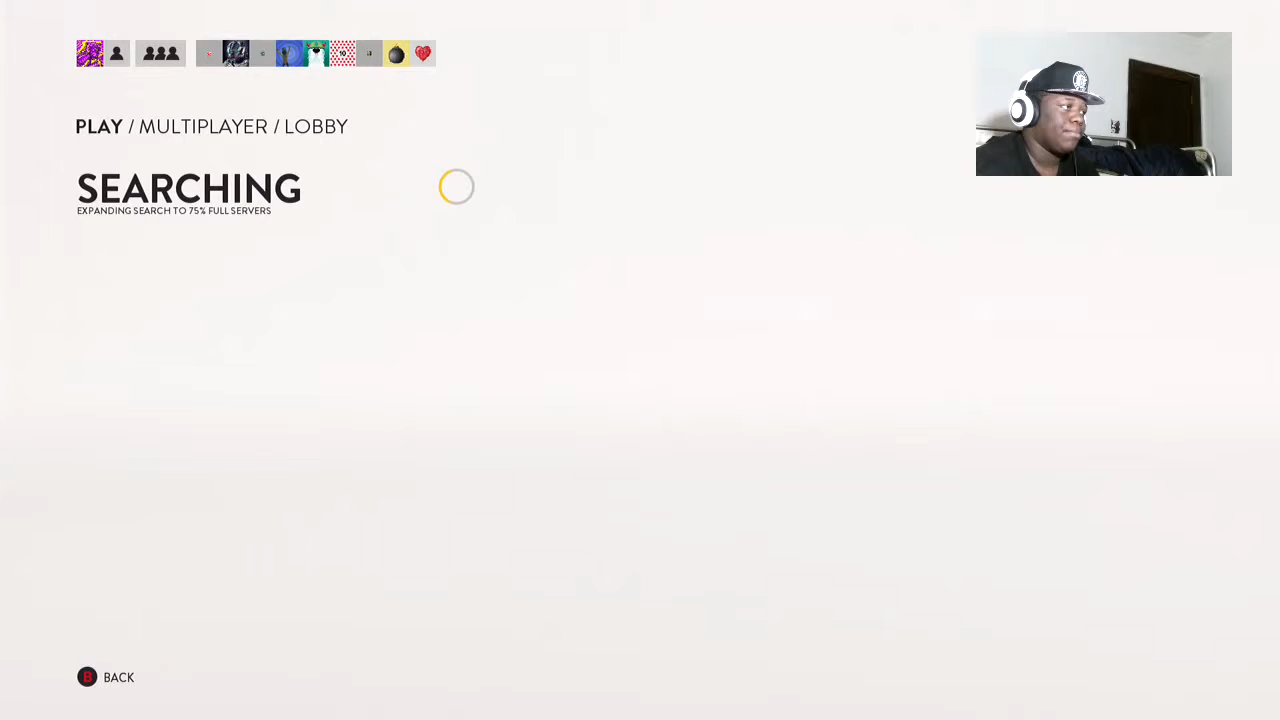 PLAY / MULTIPLAYER / LOBBY
SEARCHING
EXPANDING SEARCH TO 75% FULL SERVERS
B BACK